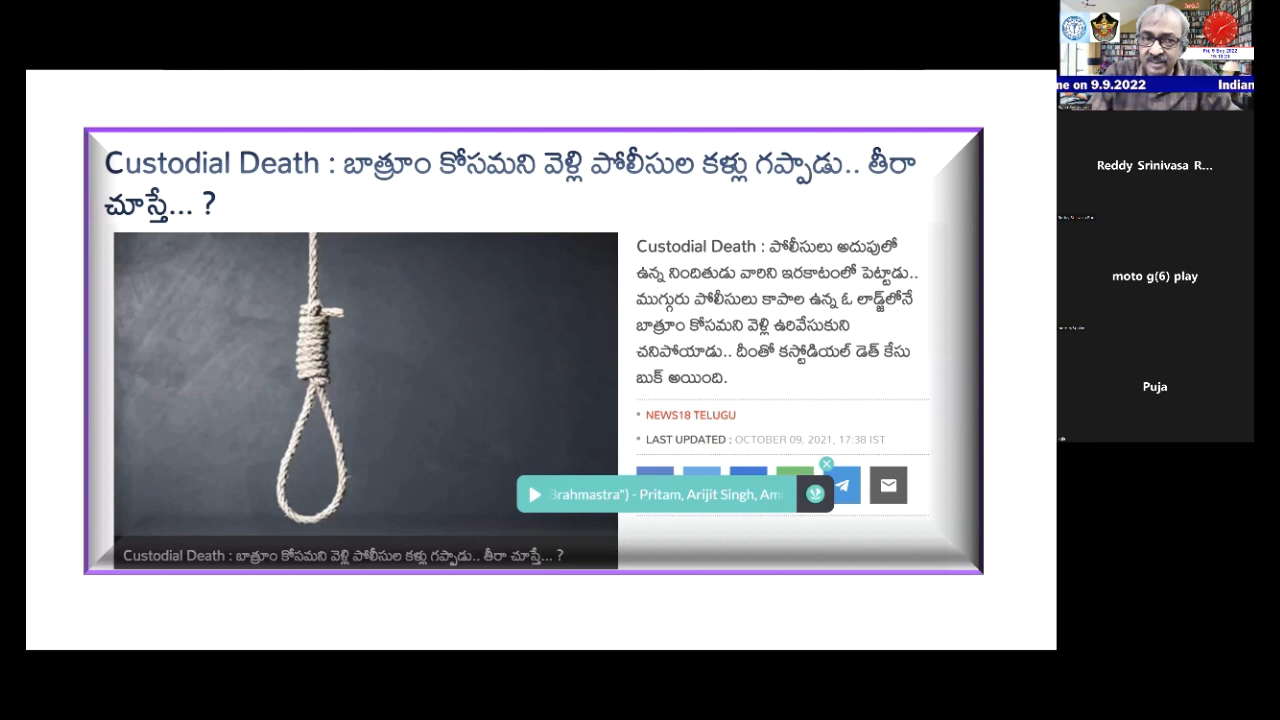 Custodial Death : బాత్రూం కోసమని వెళ్లి పోలీసుల కళ్లు గప్పాడు.. తీరా
చూస్తే... ?
Custodial Death : పోలీసులు అదుపులో
ఉన్న నిందితుడు వారిని ఇరకాటంలో పెట్టాడు..
ముగ్గురు పోలీసులు కాపాల ఉన్న ఓ లాడ్జ్‌లోనే
బాత్రూం కోసమని వెళ్లి ఉరివేసుకుని
చనిపోయాడు.. దీంతో కస్టోడియల్ డెత్ కేసు
బుక్ అయింది.
NEWS18 TELUGU
LAST UPDATED : OCTOBER 09, 2021, 17:38 IST
Brahmastra") - Pritam, Arijit Singh, Am
Custodial Death : బాత్రూం కోసమని వెళ్లి పోలీసుల కళ్లు గప్పాడు.. తీరా చూస్తే... ?
ne on 9.9.2022 Indian
Reddy Srinivasa R...
moto g(6) play
Puja